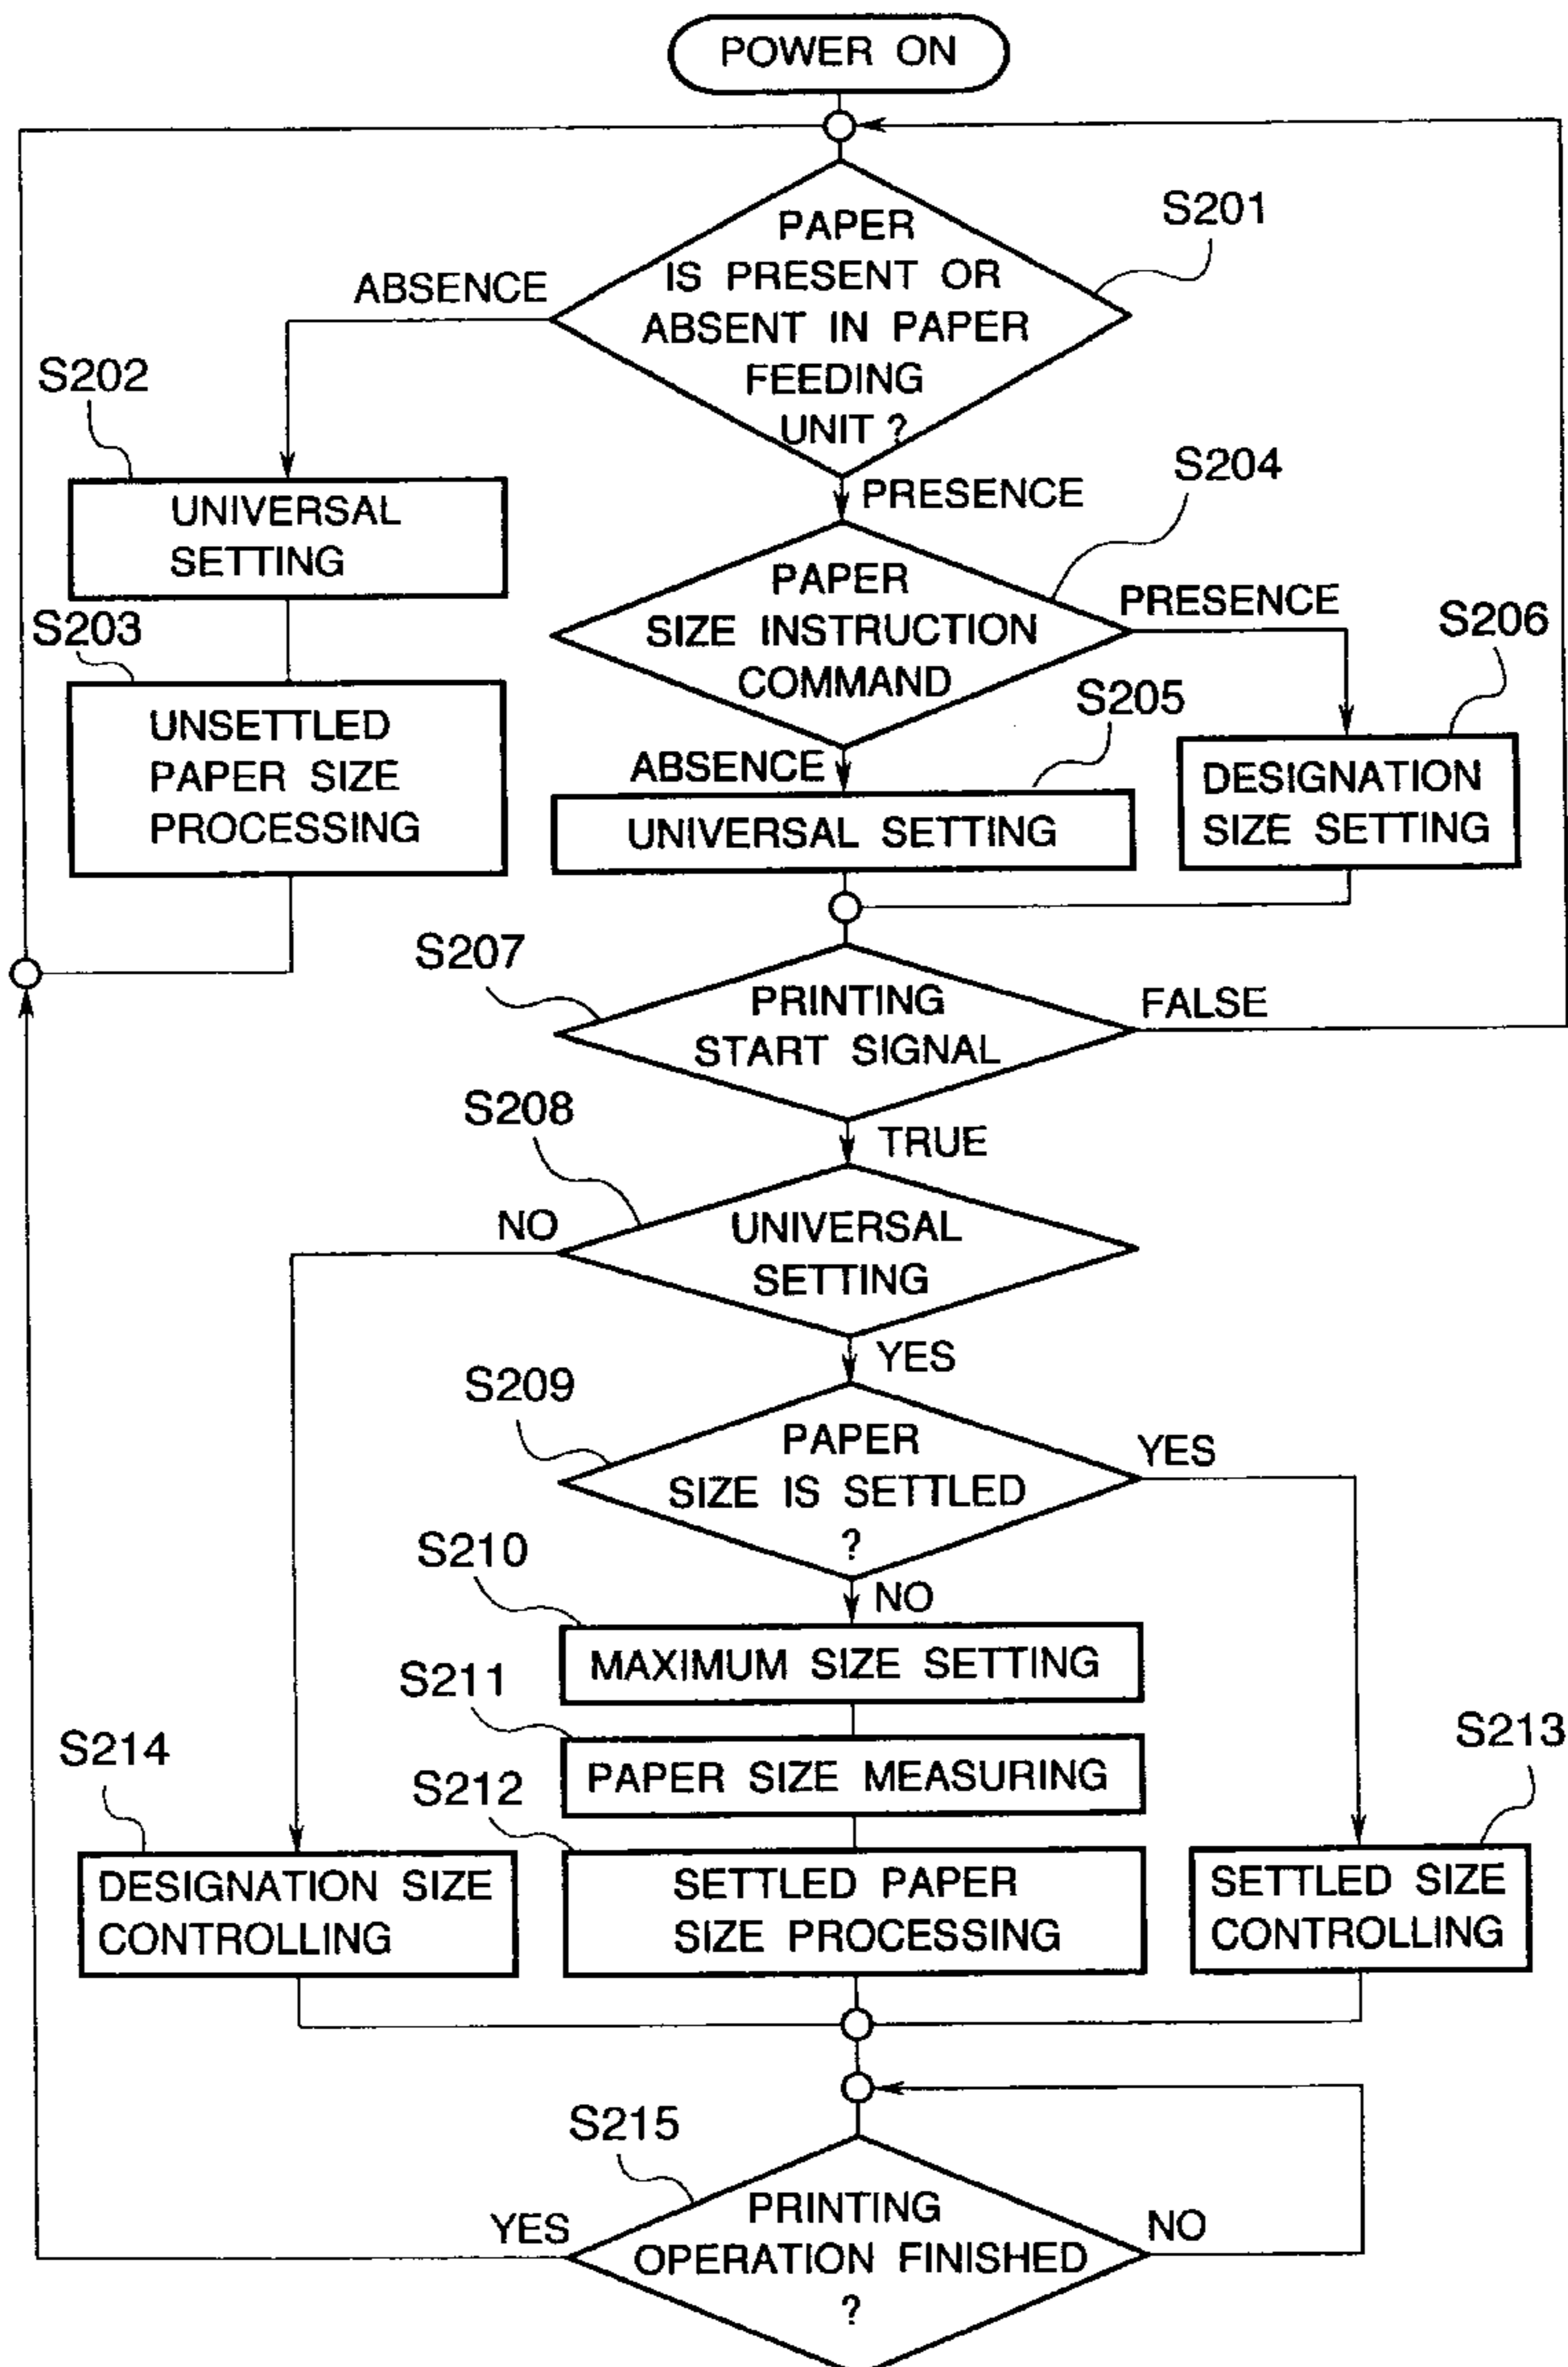 POWER ON
S201
PAPER
IS PRESENT OR
ABSENT IN PAPER
FEEDING
UNIT ?
ABSENCE
S202
UNIVERSAL
SETTING
S203
UNSETTLED
PAPER SIZE
PROCESSING
PRESENCE
S204
PAPER
SIZE INSTRUCTION
COMMAND
PRESENCE
S206
DESIGNATION
SIZE SETTING
ABSENCE
S205
UNIVERSAL SETTING
S207
PRINTING
START SIGNAL
FALSE
TRUE
S208
UNIVERSAL
SETTING
NO
YES
S209
PAPER
SIZE IS SETTLED
?
YES
NO
S210
MAXIMUM SIZE SETTING
S211
PAPER SIZE MEASURING
S212
SETTLED PAPER
SIZE PROCESSING
S214
DESIGNATION SIZE
CONTROLLING
S213
SETTLED SIZE
CONTROLLING
S215
PRINTING
OPERATION FINISHED
?
YES
NO